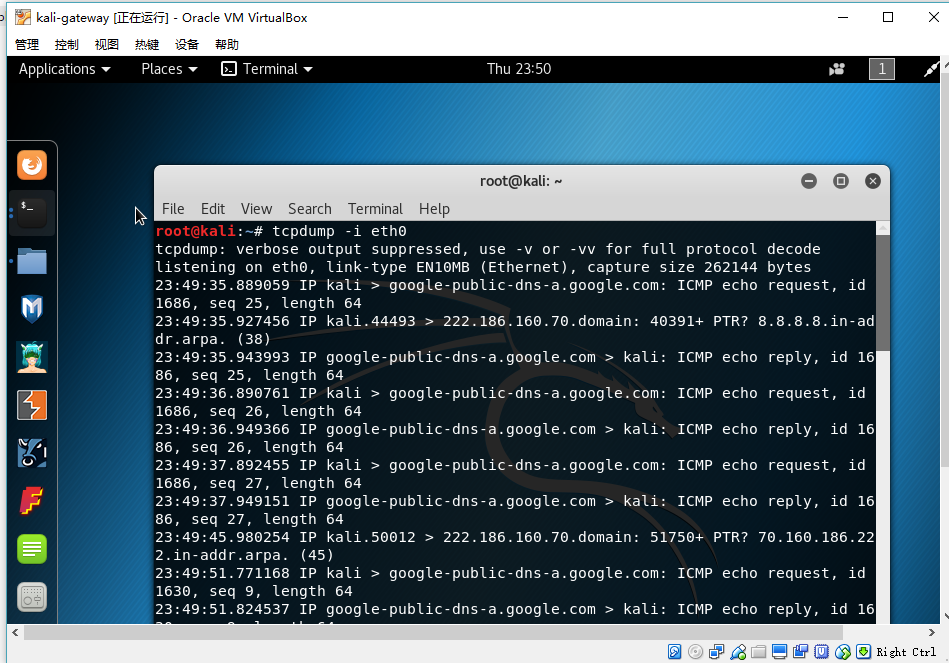 kali-gateway [正在运行] - Oracle VM VirtualBox
管理 控制 视图 热键 设备 帮助
Applications Places Terminal Thu 23:50 1
root@kali: ~
File Edit View Search Terminal Help
root@kali:~# tcpdump -i eth0
tcpdump: verbose output suppressed, use -v or -vv for full protocol decode
listening on eth0, link-type EN10MB (Ethernet), capture size 262144 bytes
23:49:35.889059 IP kali > google-public-dns-a.google.com: ICMP echo request, id
1686, seq 25, length 64
23:49:35.927456 IP kali.44493 > 222.186.160.70.domain: 40391+ PTR? 8.8.8.8.in-ad
dr.arpa. (38)
23:49:35.943993 IP google-public-dns-a.google.com > kali: ICMP echo reply, id 16
86, seq 25, length 64
23:49:36.890761 IP kali > google-public-dns-a.google.com: ICMP echo request, id
1686, seq 26, length 64
23:49:36.949366 IP google-public-dns-a.google.com > kali: ICMP echo reply, id 16
86, seq 26, length 64
23:49:37.892455 IP kali > google-public-dns-a.google.com: ICMP echo request, id
1686, seq 27, length 64
23:49:37.949151 IP google-public-dns-a.google.com > kali: ICMP echo reply, id 16
86, seq 27, length 64
23:49:45.980254 IP kali.50012 > 222.186.160.70.domain: 51750+ PTR? 70.160.186.22
2.in-addr.arpa. (45)
23:49:51.771168 IP kali > google-public-dns-a.google.com: ICMP echo request, id
1630, seq 9, length 64
23:49:51.824537 IP google-public-dns-a.google.com > kali: ICMP echo reply, id 16
Right Ctrl